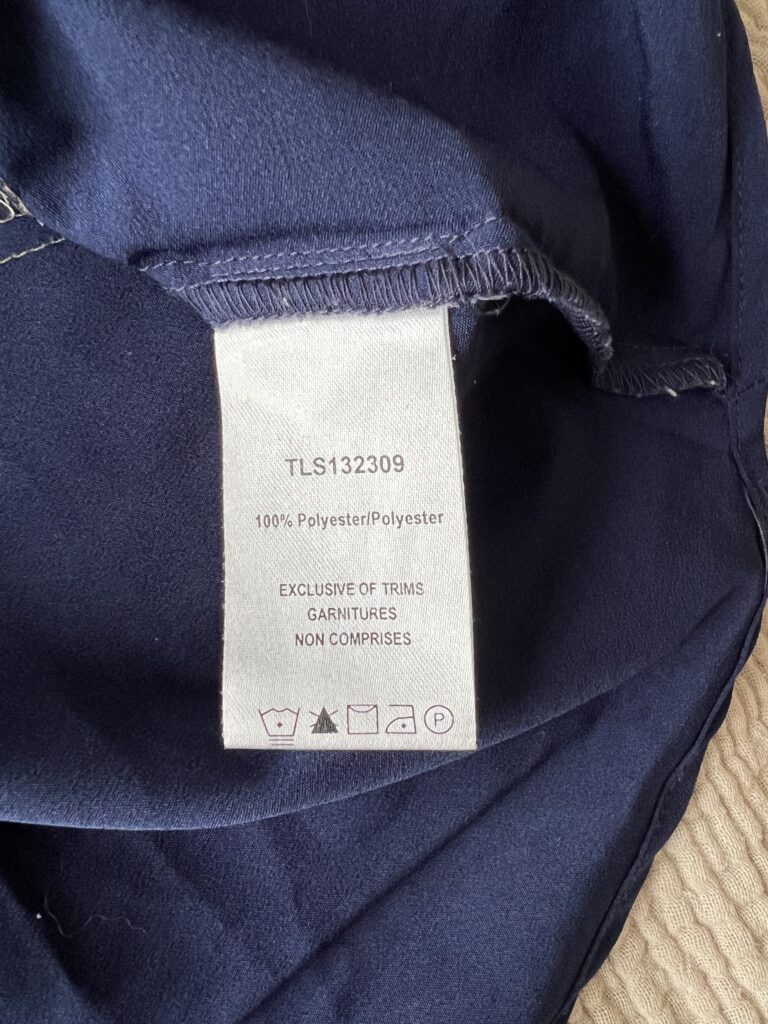 TLS132309
100% Polyester/Polyester
EXCLUSIVE OF TRIMS
GARNITURES
NON COMPRISES
P